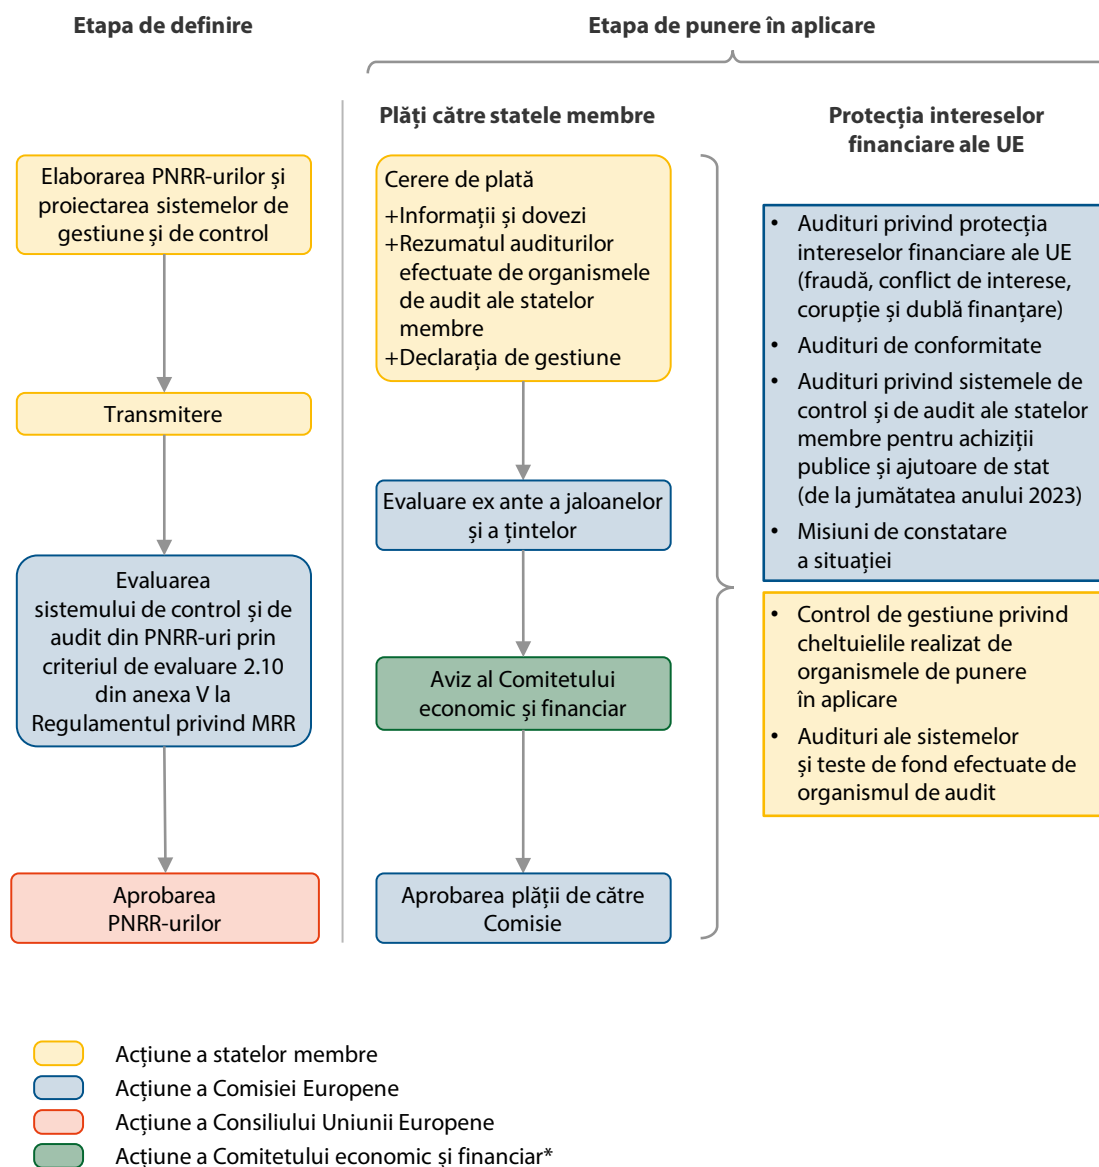 Etapa de definire
Etapa de punere în aplicare
Plăți către statele membre
Protecția intereselor
financiare ale UE
Elaborarea PNRR-urilor și
proiectarea sistemelor de
gestiune și de control
Transmitere
Evaluarea
sistemului de control și de
audit din PNRR-uri prin
criteriul de evaluare 2.10
din anexa V la
Regulamentul privind MRR
Aprobarea
PNRR-urilor
Cerere de plată
+Informații și dovezi
+Rezumatul auditurilor
efectuate de organismele
de audit ale statelor
membre
+Declarația de gestiune
Evaluare ex ante a jaloanelor
și a țintelor
Aviz al Comitetului
economic și financiar
Aprobarea plății de către
Comisie
• Audituri privind protecția
intereselor financiare ale UE
(fraudă, conflict de interese,
corupție și dublă finanțare)
• Audituri de conformitate
• Audituri privind sistemele de
control și de audit ale statelor
membre pentru achiziții
publice și ajutoare de stat
(de la jumătatea anului 2023)
• Misiuni de constatare
a situației
• Control de gestiune privind
cheltuielile realizat de
organismele de punere
în aplicare
• Audituri ale sistemelor
și teste de fond efectuate de
organismul de audit
Acțiune a statelor membre
Acțiune a Comisiei Europene
Acțiune a Consiliului Uniunii Europene
Acțiune a Comitetului economic și financiar*